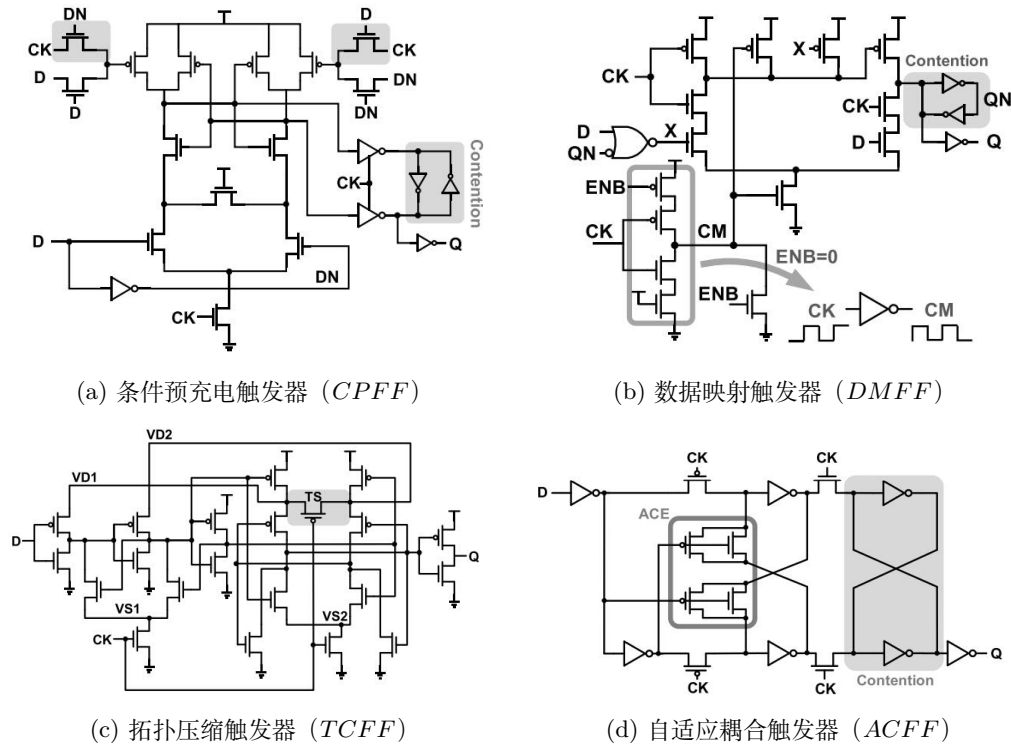 DN
D
CK
CK
D
DN
D
DN
CK
Contention
D
DN
Q
CK
(a) 条件预充电触发器（CPFF）
X
Contention
CK
CK
QN
D
QN
X
D
Q
ENB
CK
CM
ENB=0
ENB
CK
CM
(b) 数据映射触发器（DMFF）
VD2
VD1
TS
D
Q
VS1
VS2
CK
(c) 拓扑压缩触发器（TCFF）
CK
CK
D
ACE
CK
CK
Contention
Q
(d) 自适应耦合触发器（ACFF）